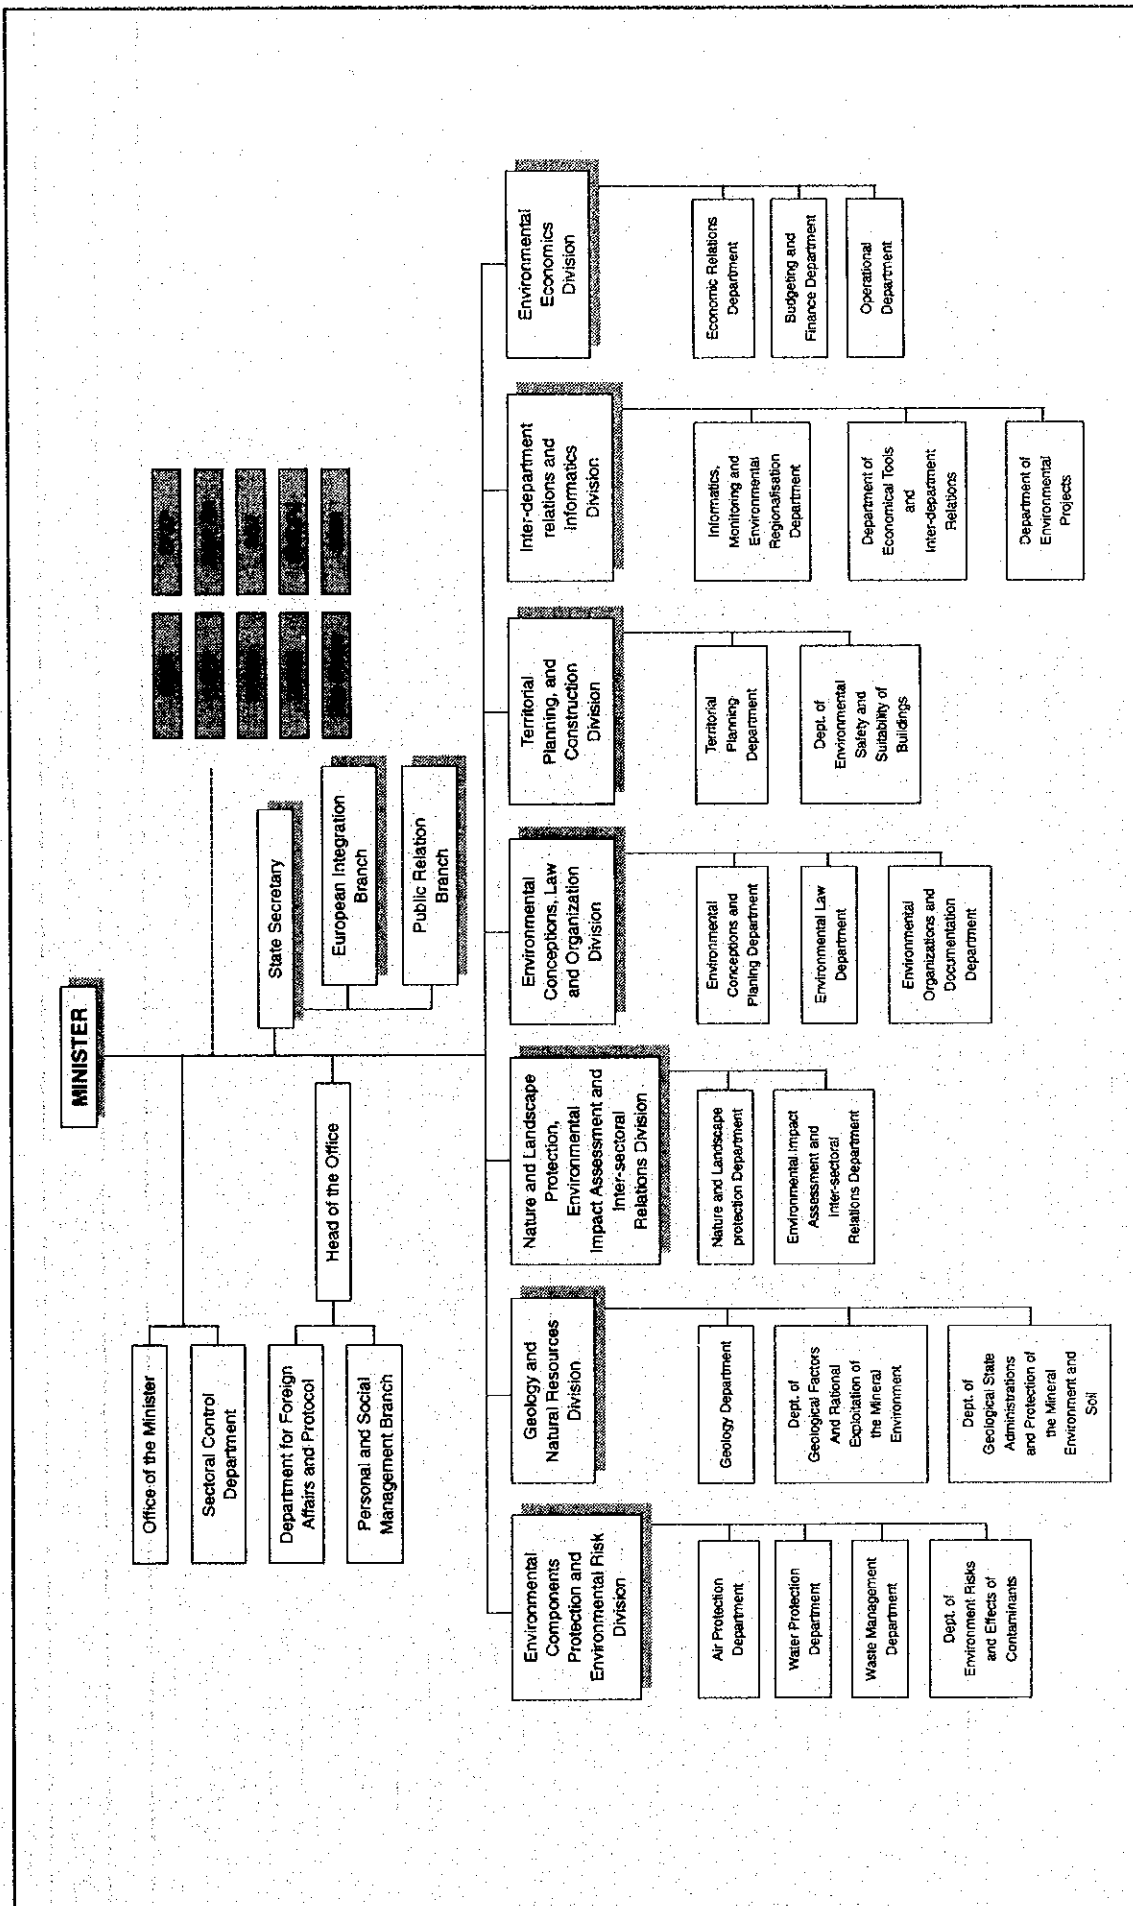 MINISTER
Office of the Minister
Sectoral Control
Department
Department for Foreign
Affairs and Protocol
Personal and Social
Management Branch
Head of the Office
State Secretary
European Integration
Branch
Public Relation
Branch
Environmental
Components
Protection and
Environmental Risk
Division
Air Protection
Department
Water Protection
Department
Waste Management
Department
Dept. of
Environment Risks
and Effects of
Contaminants
Geology and
Natural Resources
Division
Geology Department
Dept. of
Geological Factors
And Rational
Exploitation of
the Mineral
Environment
Dept. of
Geological State
Administrations
and Protection of
the Mineral
Environment and
Soil
Nature and Landscape
Protection,
Environmental
Impact Assessment and
Inter-sectoral
Relations Division
Nature and Landscape
protection Department
Environmental Impact
Assessment and
Inter-sectoral
Relations Department
Environmental
Conceptions, Law
and Organization
Division
Environmental
Conceptions and
Planing Department
Environmental Law
Department
Environmental
Organizations and
Documentation
Department
Territorial
Planning, and
Construction
Division
Territorial
Planning
Department
Dept. of
Environmental
Safety and
Suitability of
Buildings
Inter-department
relations and
Informatics
Division
Informatics,
Monitoring and
Environmental
Regionalisation
Department
Department of
Economical Tools
and
Inter-department
Relations
Department of
Environmental
Projects
Environmental
Economics
Division
Economic Relations
Department
Budgeting and
Finance Department
Operational
Department